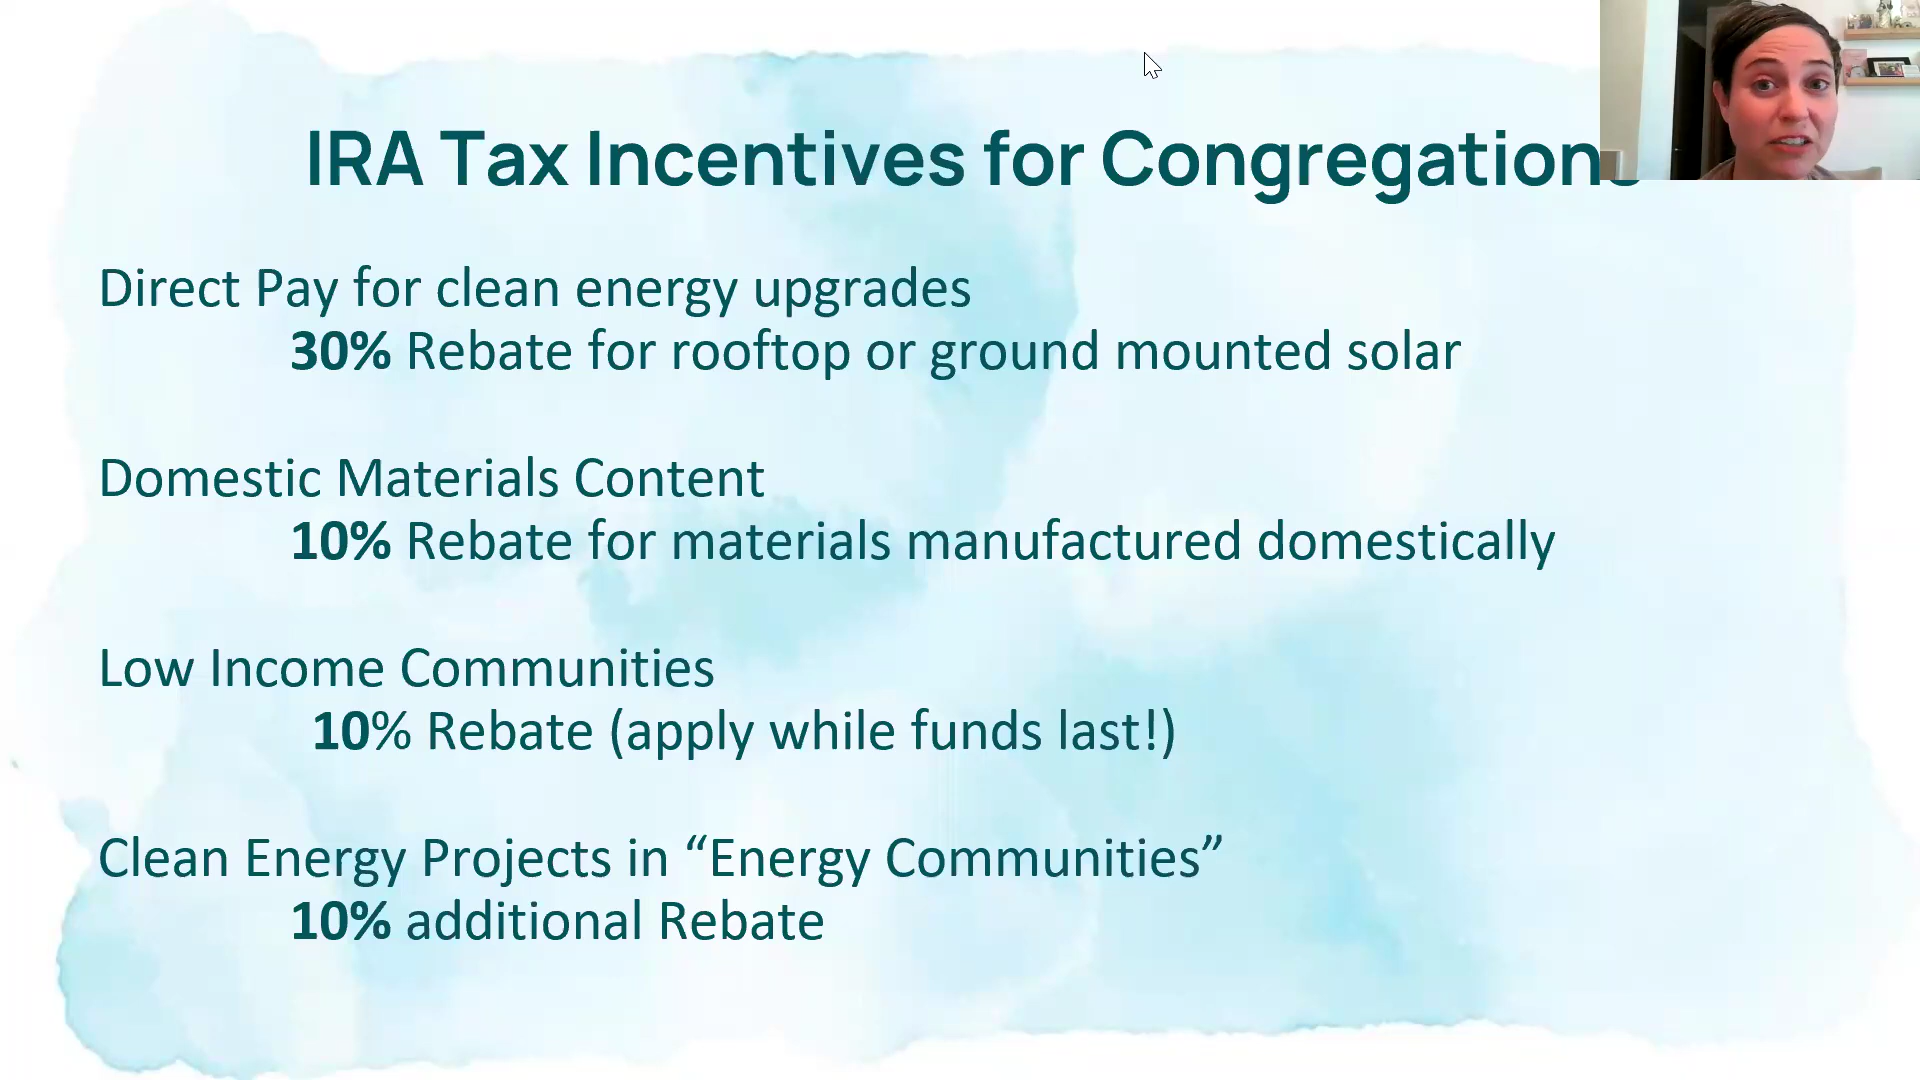 IRA Tax Incentives for Congregations
Direct Pay for clean energy upgrades
30% Rebate for rooftop or ground mounted solar
Domestic Materials Content
10% Rebate for materials manufactured domestically
Low Income Communities
10% Rebate (apply while funds last!)
Clean Energy Projects in “Energy Communities”
10% additional Rebate